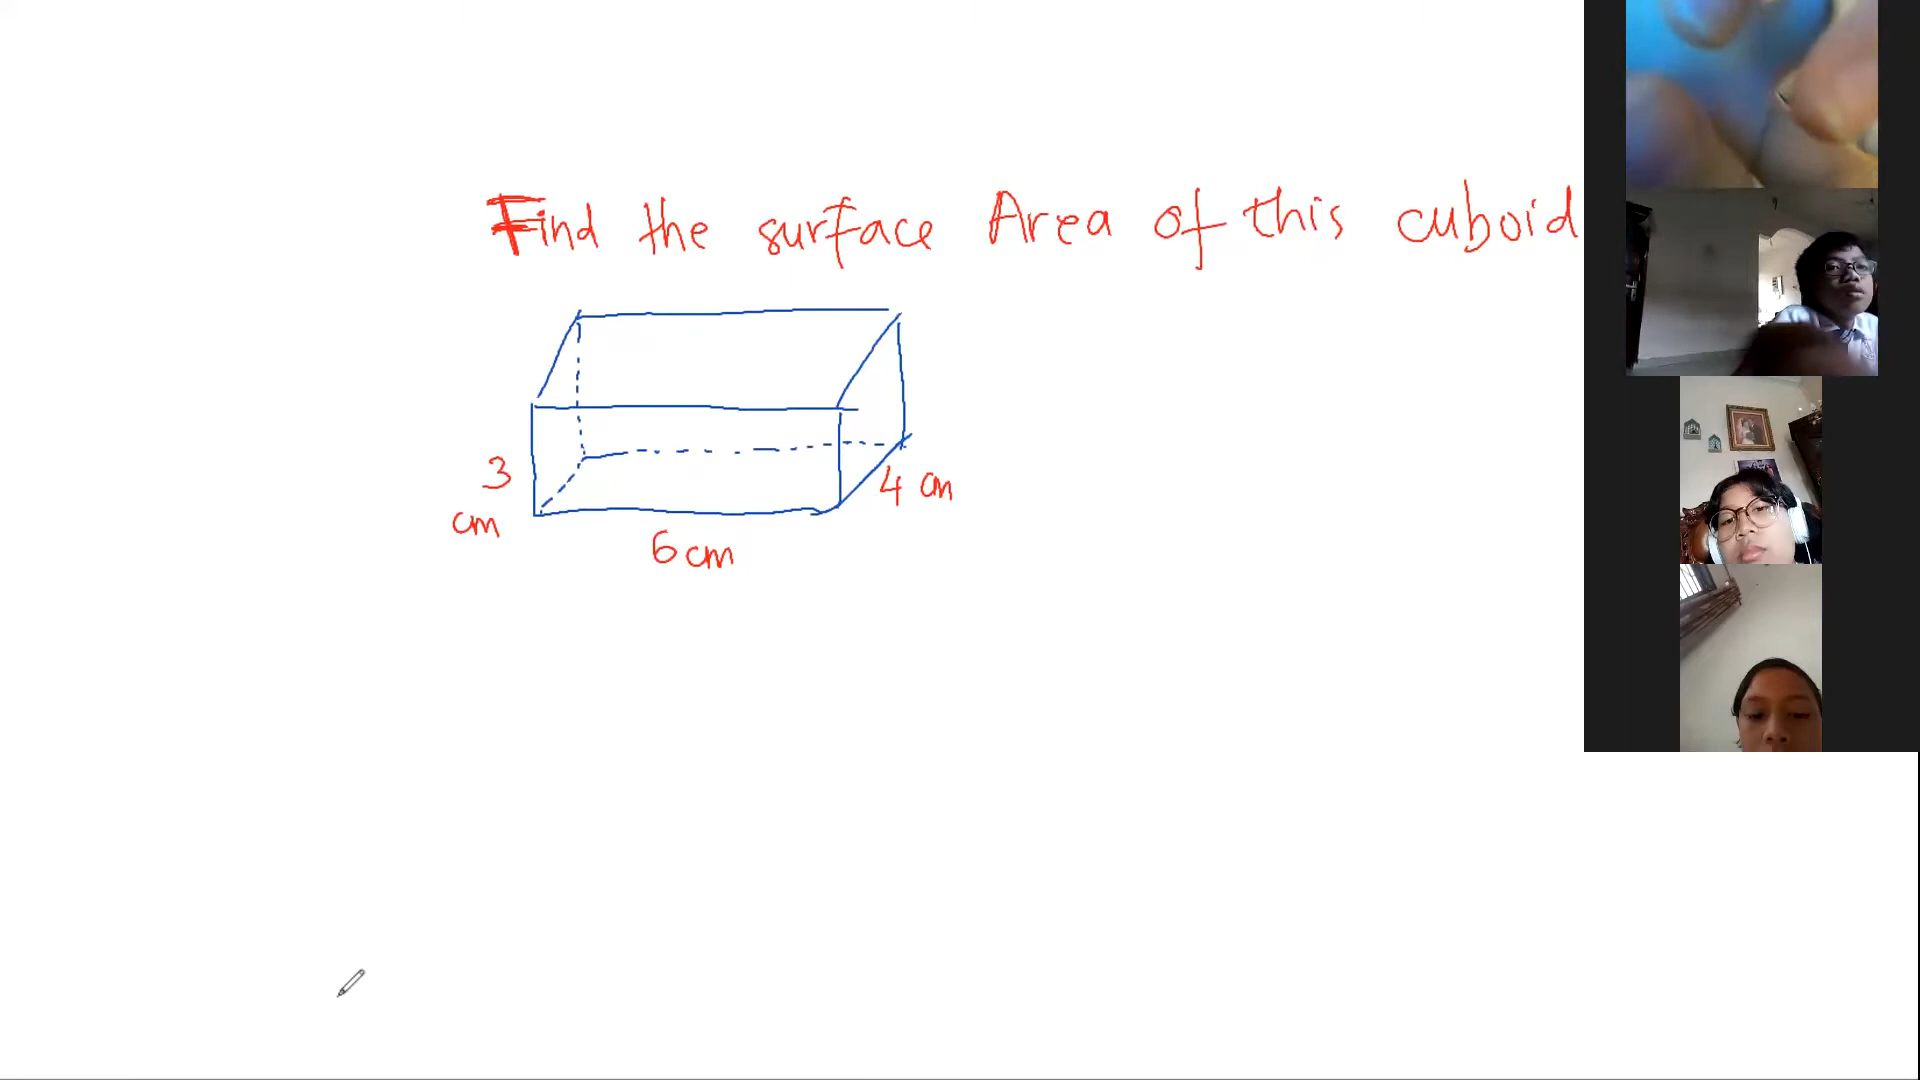 Find the surface Area of this cuboid
3
cm
4 cm
6 cm